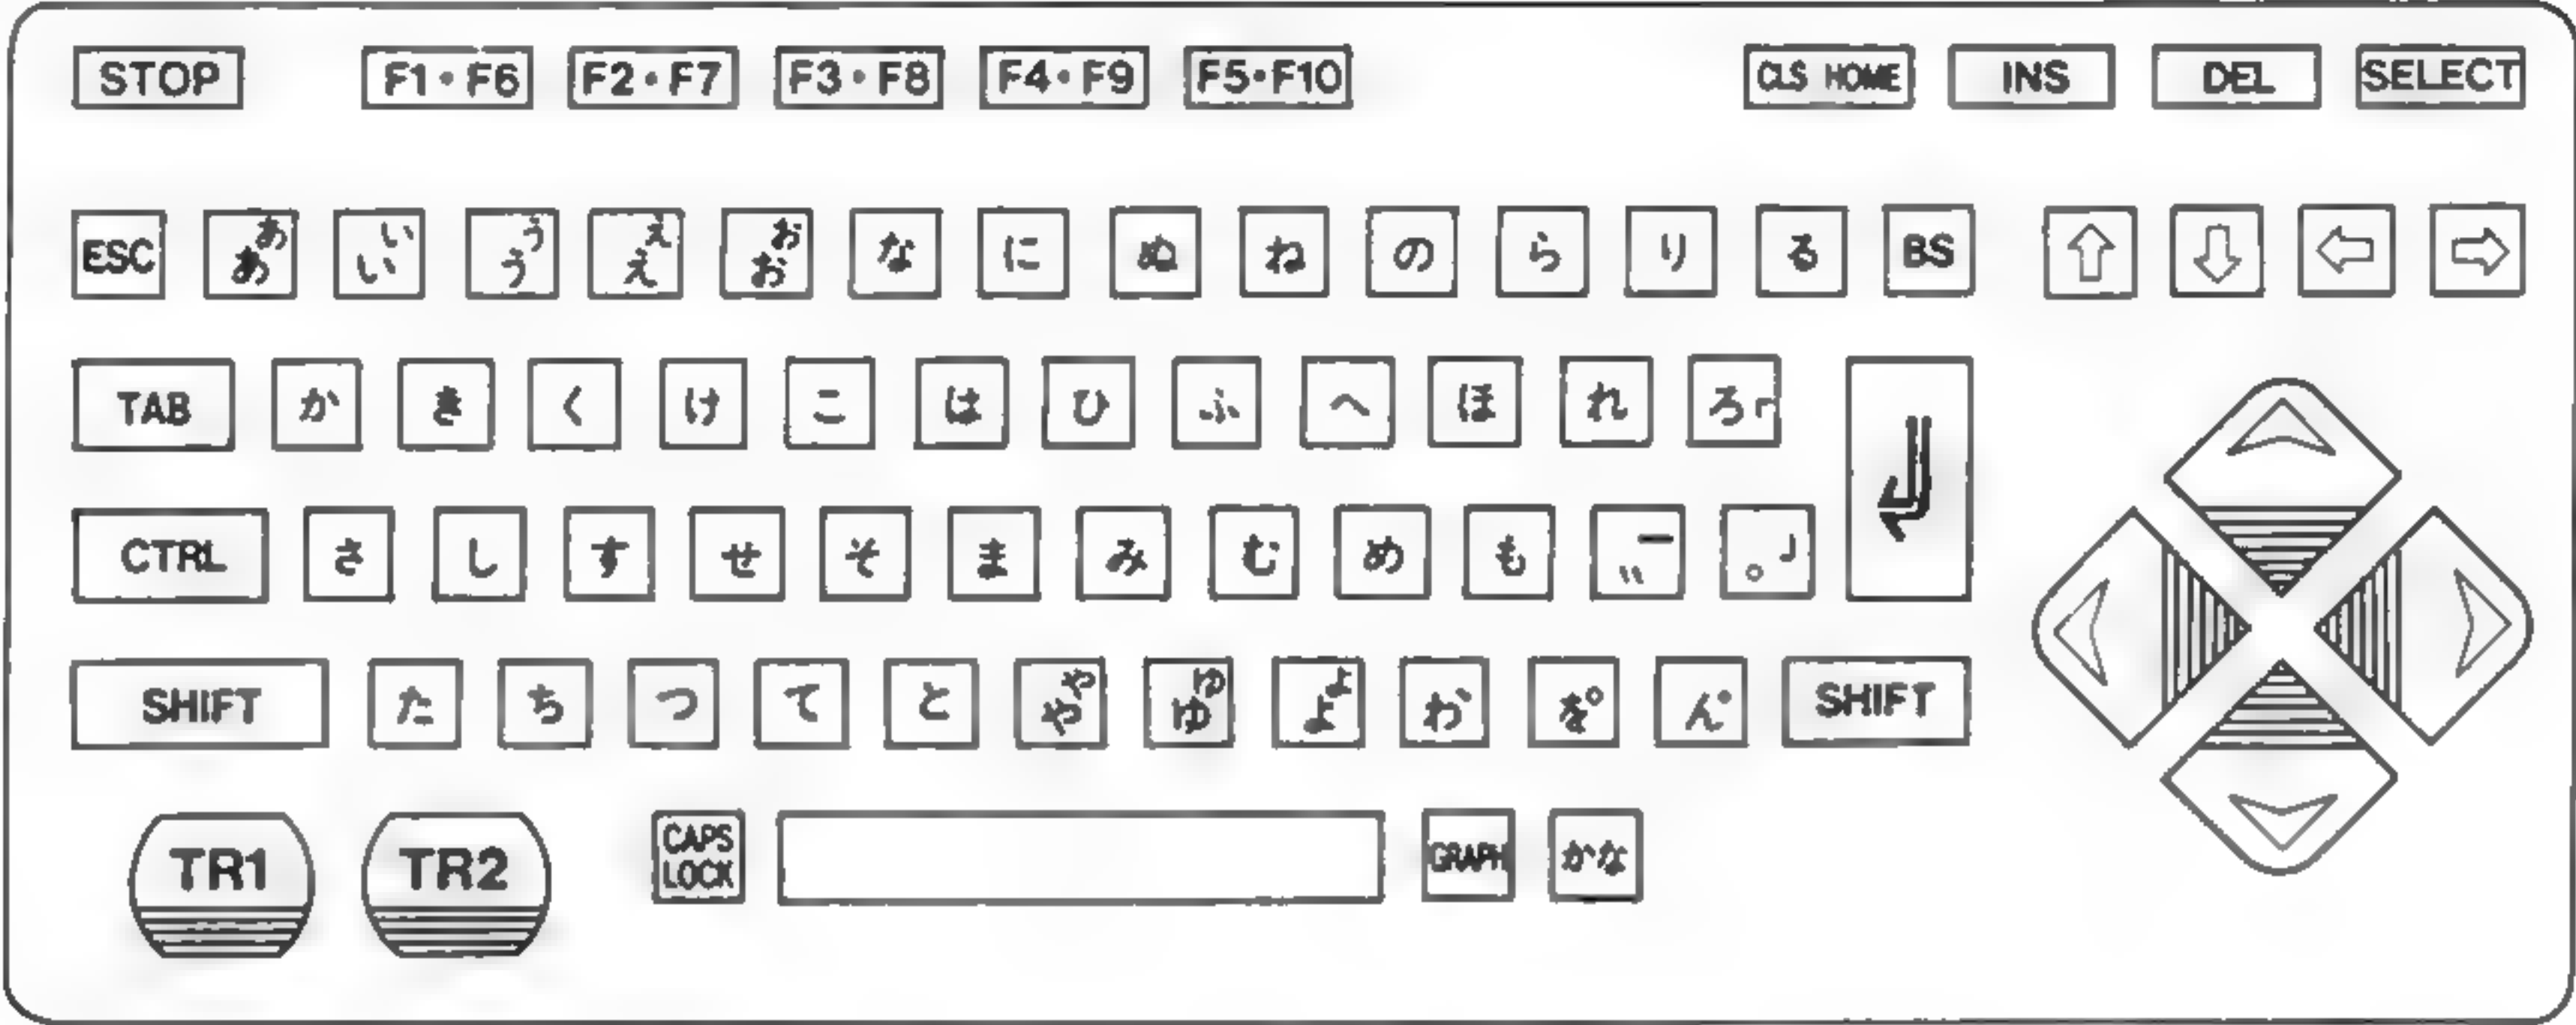 STOP F1・F6 F2・F7 F3・F8 F4・F9 F5・F10 CLS HOME INS DEL SELECT
ESC あぁ いぃ うぅ えぇ おぉ な に ぬ ね の ら り る BS ⇧ ⇩ ⇦ ⇨
TAB か き く け こ は ひ ふ へ ほ れ ろ「
CTRL さ し す せ そ ま み む め も ゛ー 。」
SHIFT た ち つ て と やゃ ゆゅ よょ わ、 を。 ん゜ SHIFT
TR1 TR2 CAPS LOCK GRAPH かな